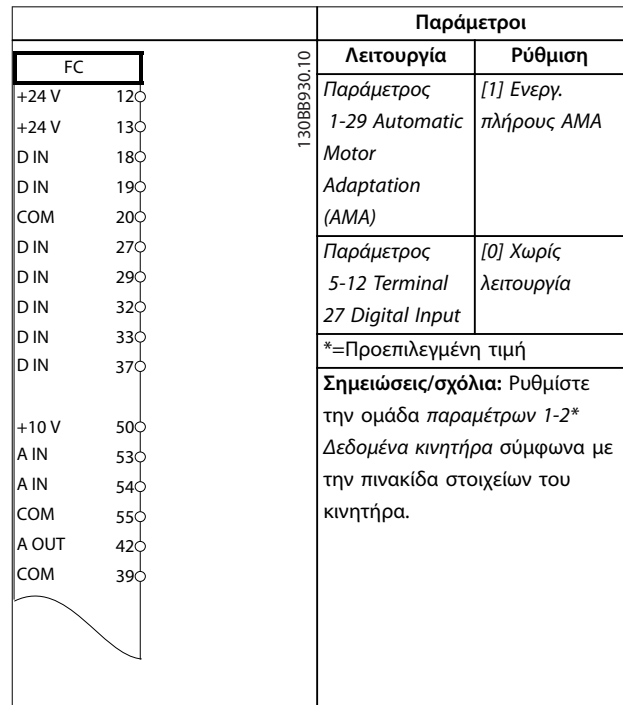 Παράμετροι
FC
130BB930.10
Λειτουργία Ρύθμιση
+24 V 12
+24 V 13
D IN 18
D IN 19
COM 20
D IN 27
D IN 29
D IN 32
D IN 33
D IN 37
+10 V 50
A IN 53
A IN 54
COM 55
A OUT 42
COM 39
Παράμετρος [1] Ενεργ.
1-29 Automatic πλήρους AMA
Motor
Adaptation
(AMA)
Παράμετρος [0] Χωρίς
5-12 Terminal λειτουργία
27 Digital Input
*=Προεπιλεγμένη τιμή
Σημειώσεις/σχόλια: Ρυθμίστε
την ομάδα παραμέτρων 1-2*
Δεδομένα κινητήρα σύμφωνα με
την πινακίδα στοιχείων του
κινητήρα.